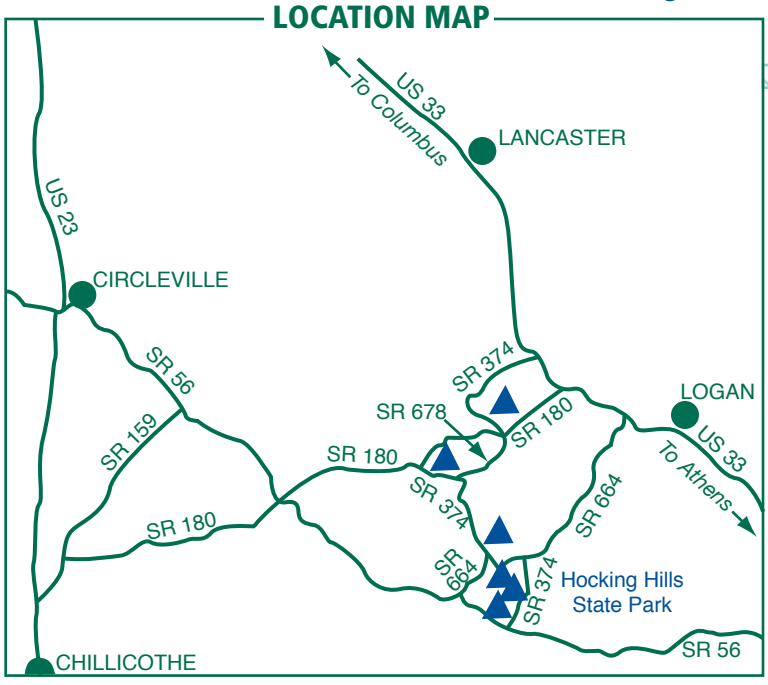 LOCATION MAP
US 33
To Columbus
LANCASTER
US 23
CIRCLEVILLE
SR 56
SR 374
SR 678
SR 180
LOGAN
US 33
To Athens
SR 159
SR 180
SR 374
SR 664
SR 180
SR
664
SR 374
Hocking Hills
State Park
SR 56
CHILLICOTHE